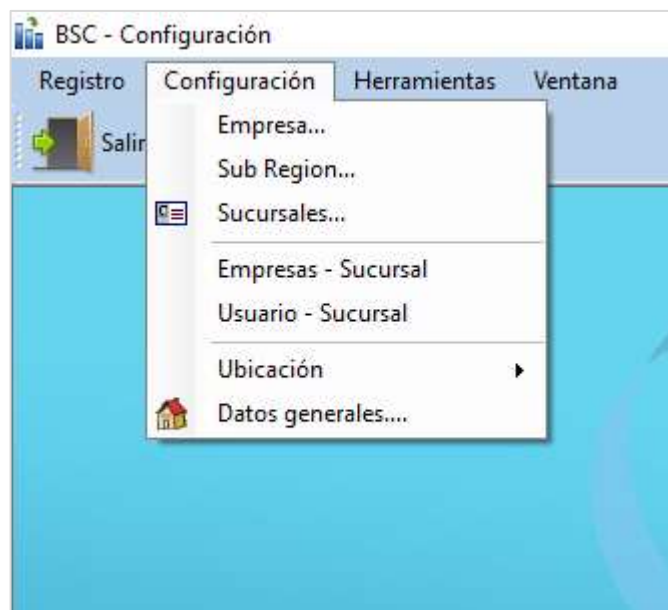 BSC - Configuración
Registro Configuración Herramientas Ventana
Salir
Empresa...
Sub Region...
Sucursales...
Empresas - Sucursal
Usuario - Sucursal
Ubicación
Datos generales....